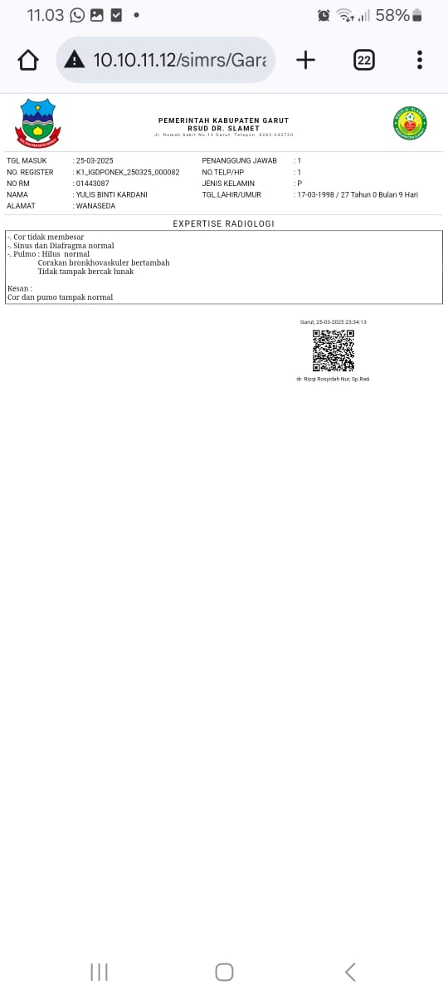 11.03
58%
10.10.11.12/simrs/Gara
22
PEMERINTAH KABUPATEN GARUT
RSUD DR. SLAMET
Jl. Rumah Sakit No.12 Garut Telepon 0262-232720
TGL MASUK : 25-03-2025 PENANGGUNG JAWAB : 1
NO. REGISTER : K1_IGDPONEK_250325_000082 NO.TELP/HP : 1
NO RM : 01443087 JENIS KELAMIN : P
NAMA : YULIS BINTI KARDANI TGL.LAHIR/UMUR : 17-03-1998 / 27 Tahun 0 Bulan 9 Hari
ALAMAT : WANASEDA
EXPERTISE RADIOLOGI
-. Cor tidak membesar
-. Sinus dan Diafragma normal
-. Pulmo : Hilus normal
Corakan bronkhovaskuler bertambah
Tidak tampak bercak lunak
Kesan :
Cor dan pumo tampak normal
Garut, 25-03-2025 23:34:13
dr. Rizqi Rosyidah Nur, Sp.Rad.